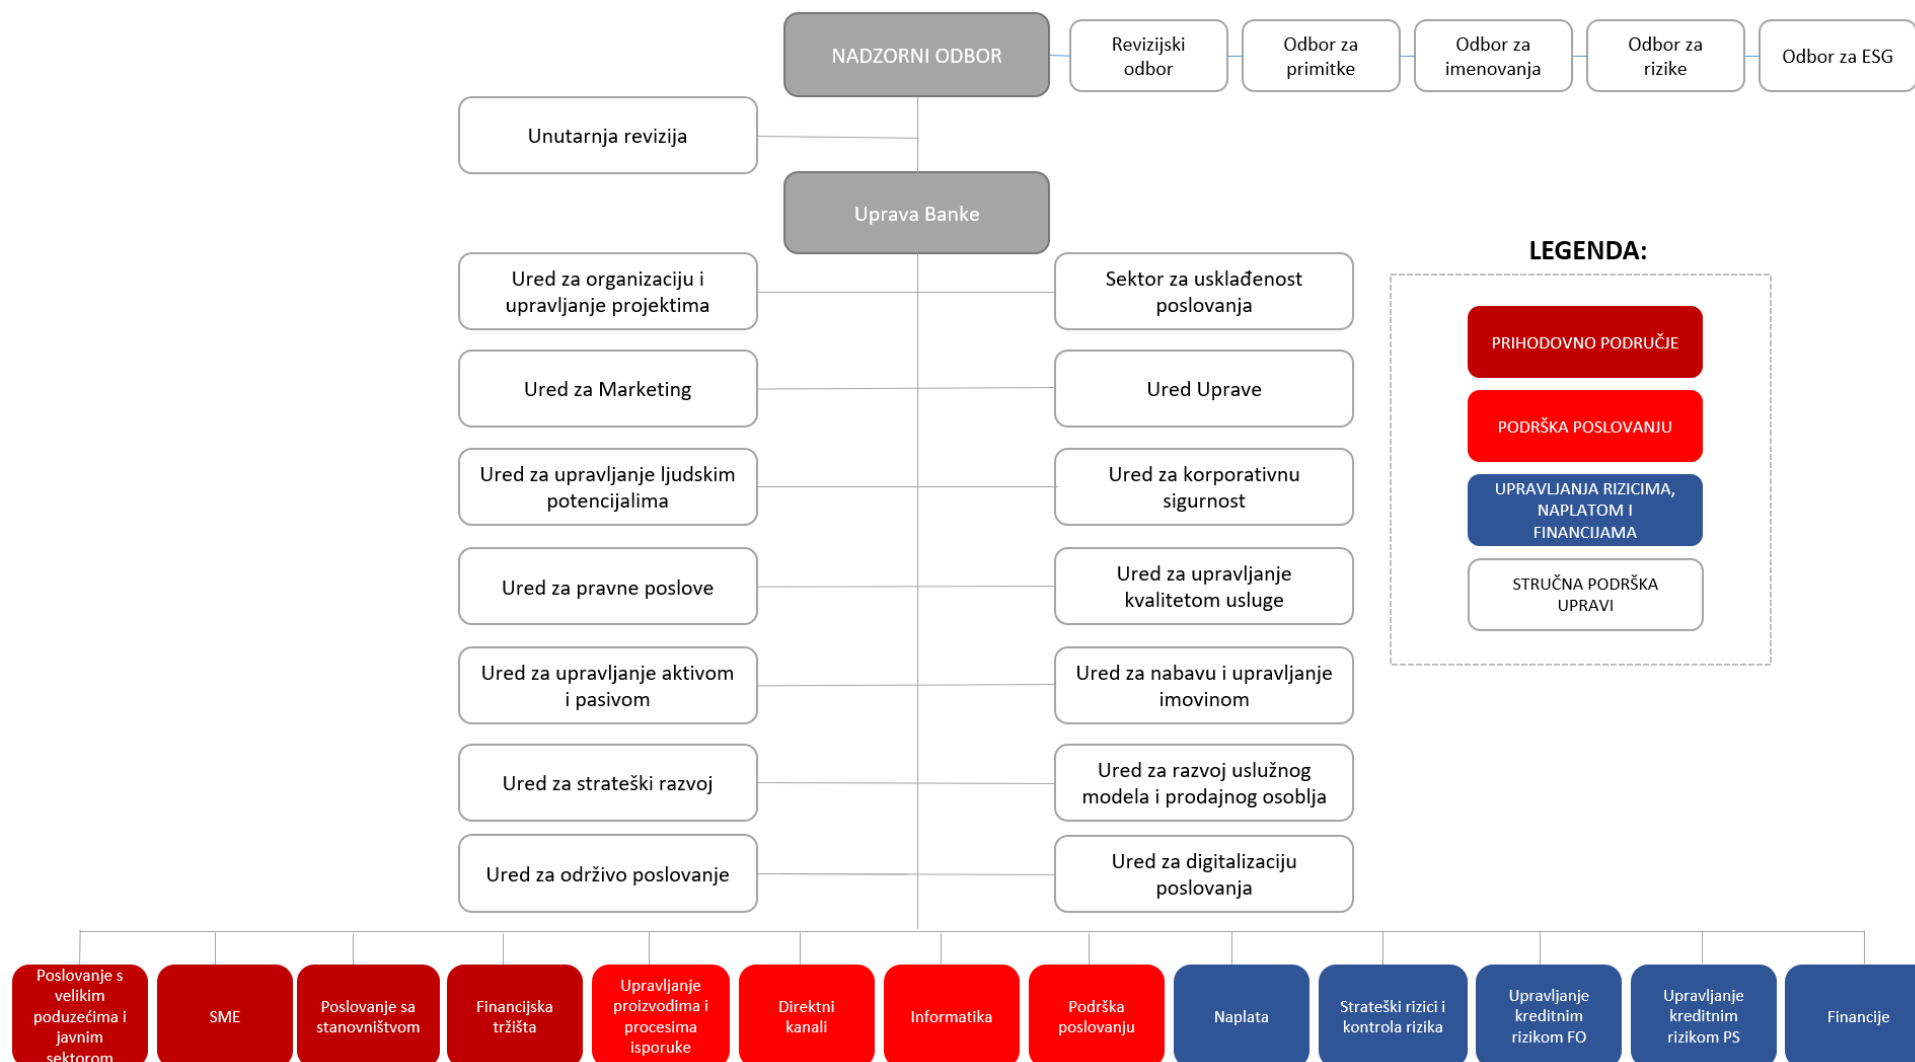 NADZORNI ODBOR
Revizijski
odbor
Odbor za
primitke
Odbor za
imenovanja
Odbor za
rizike
Odbor za ESG
Unutarnja revizija
Uprava Banke
LEGENDA:
PRIHODOVNO PODRUČJE
PODRŠKA POSLOVANJU
UPRAVLJANJA RIZICIMA,
NAPLATOM I
FINANCIJAMA
STRUČNA PODRŠKA
UPRAVI
Ured za organizaciju i
upravljanje projektima
Sektor za usklađenost
poslovanja
Ured za Marketing
Ured Uprave
Ured za upravljanje ljudskim
potencijalima
Ured za korporativnu
sigurnost
Ured za pravne poslove
Ured za upravljanje
kvalitetom usluge
Ured za upravljanje aktivom
i pasivom
Ured za nabavu i upravljanje
imovinom
Ured za strateški razvoj
Ured za razvoj uslužnog
modela i prodajnog osoblja
Ured za održivo poslovanje
Ured za digitalizaciju
poslovanja
Poslovanje s
velikim
poduzećima i
javnim
sektorom
SME
Poslovanje sa
stanovništvom
Financijska
tržišta
Upravljanje
proizvodima i
procesima
isporuke
Direktni
kanali
Informatika
Podrška
poslovanju
Naplata
Strateški rizici i
kontrola rizika
Upravljanje
kreditnim
rizikom FO
Upravljanje
kreditnim
rizikom PS
Financije